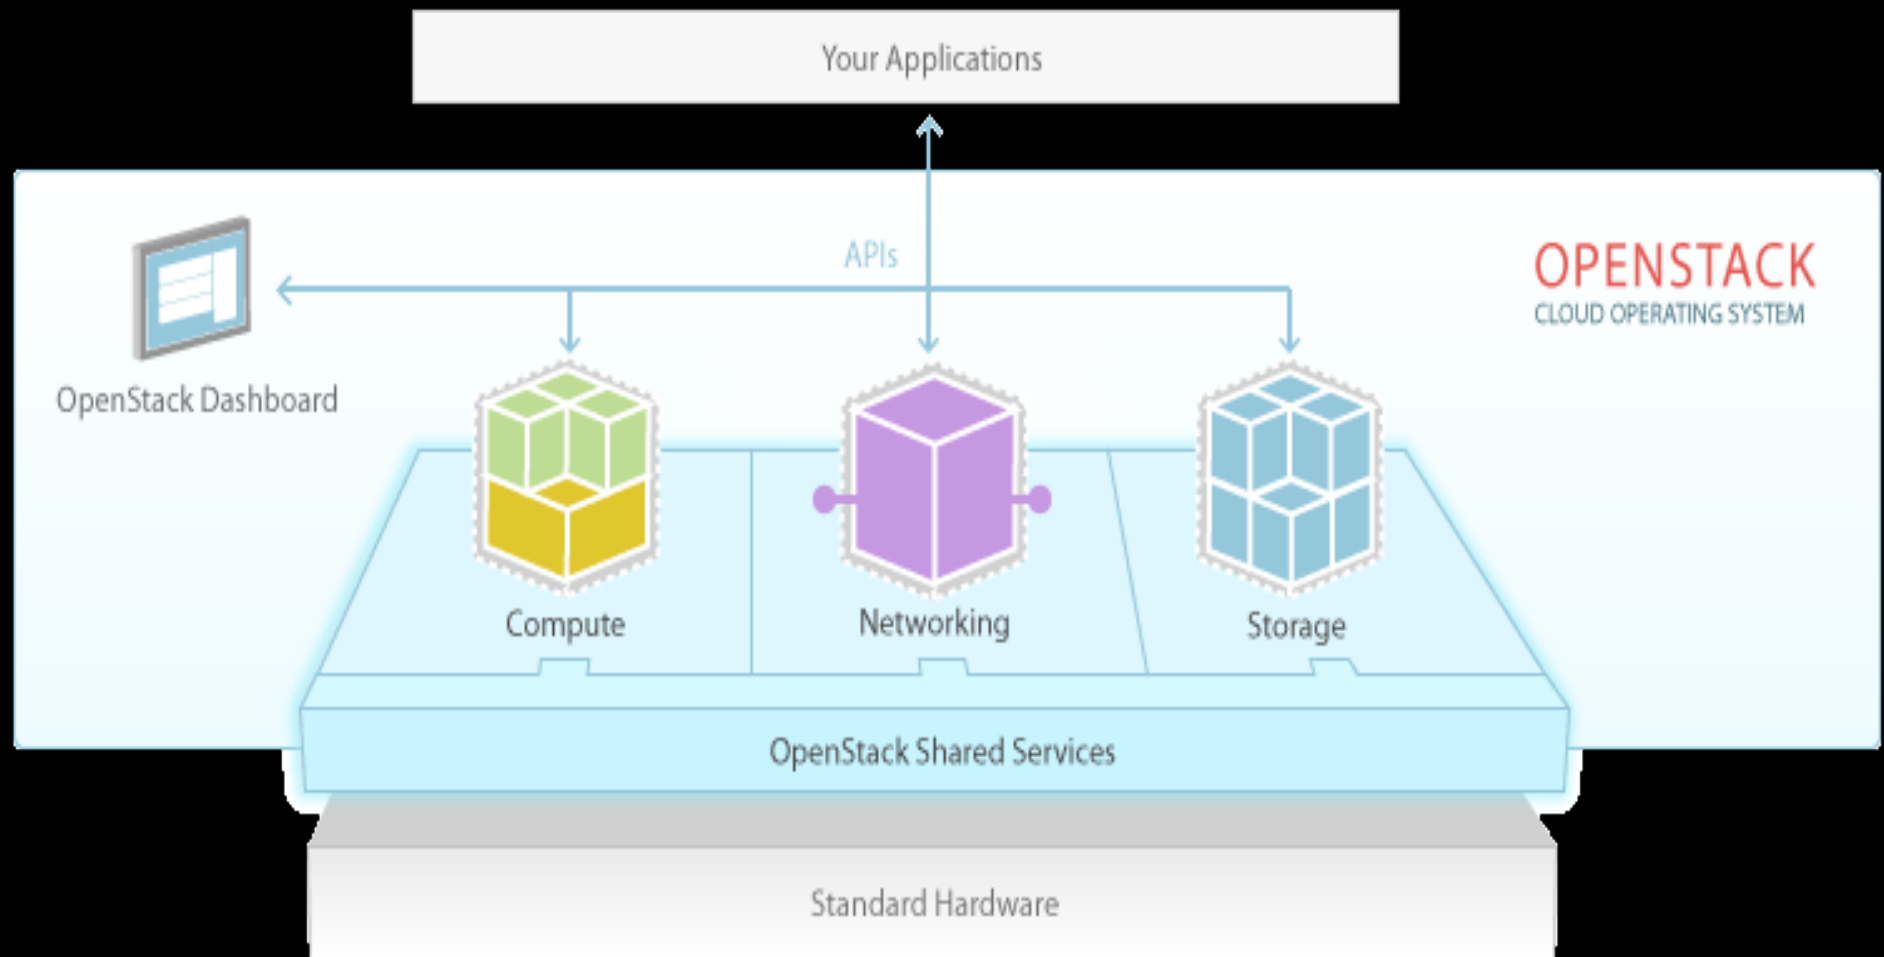 Your Applications
APIs
OPENSTACK
CLOUD OPERATING SYSTEM
OpenStack Dashboard
Compute
Networking
Storage
OpenStack Shared Services
Standard Hardware